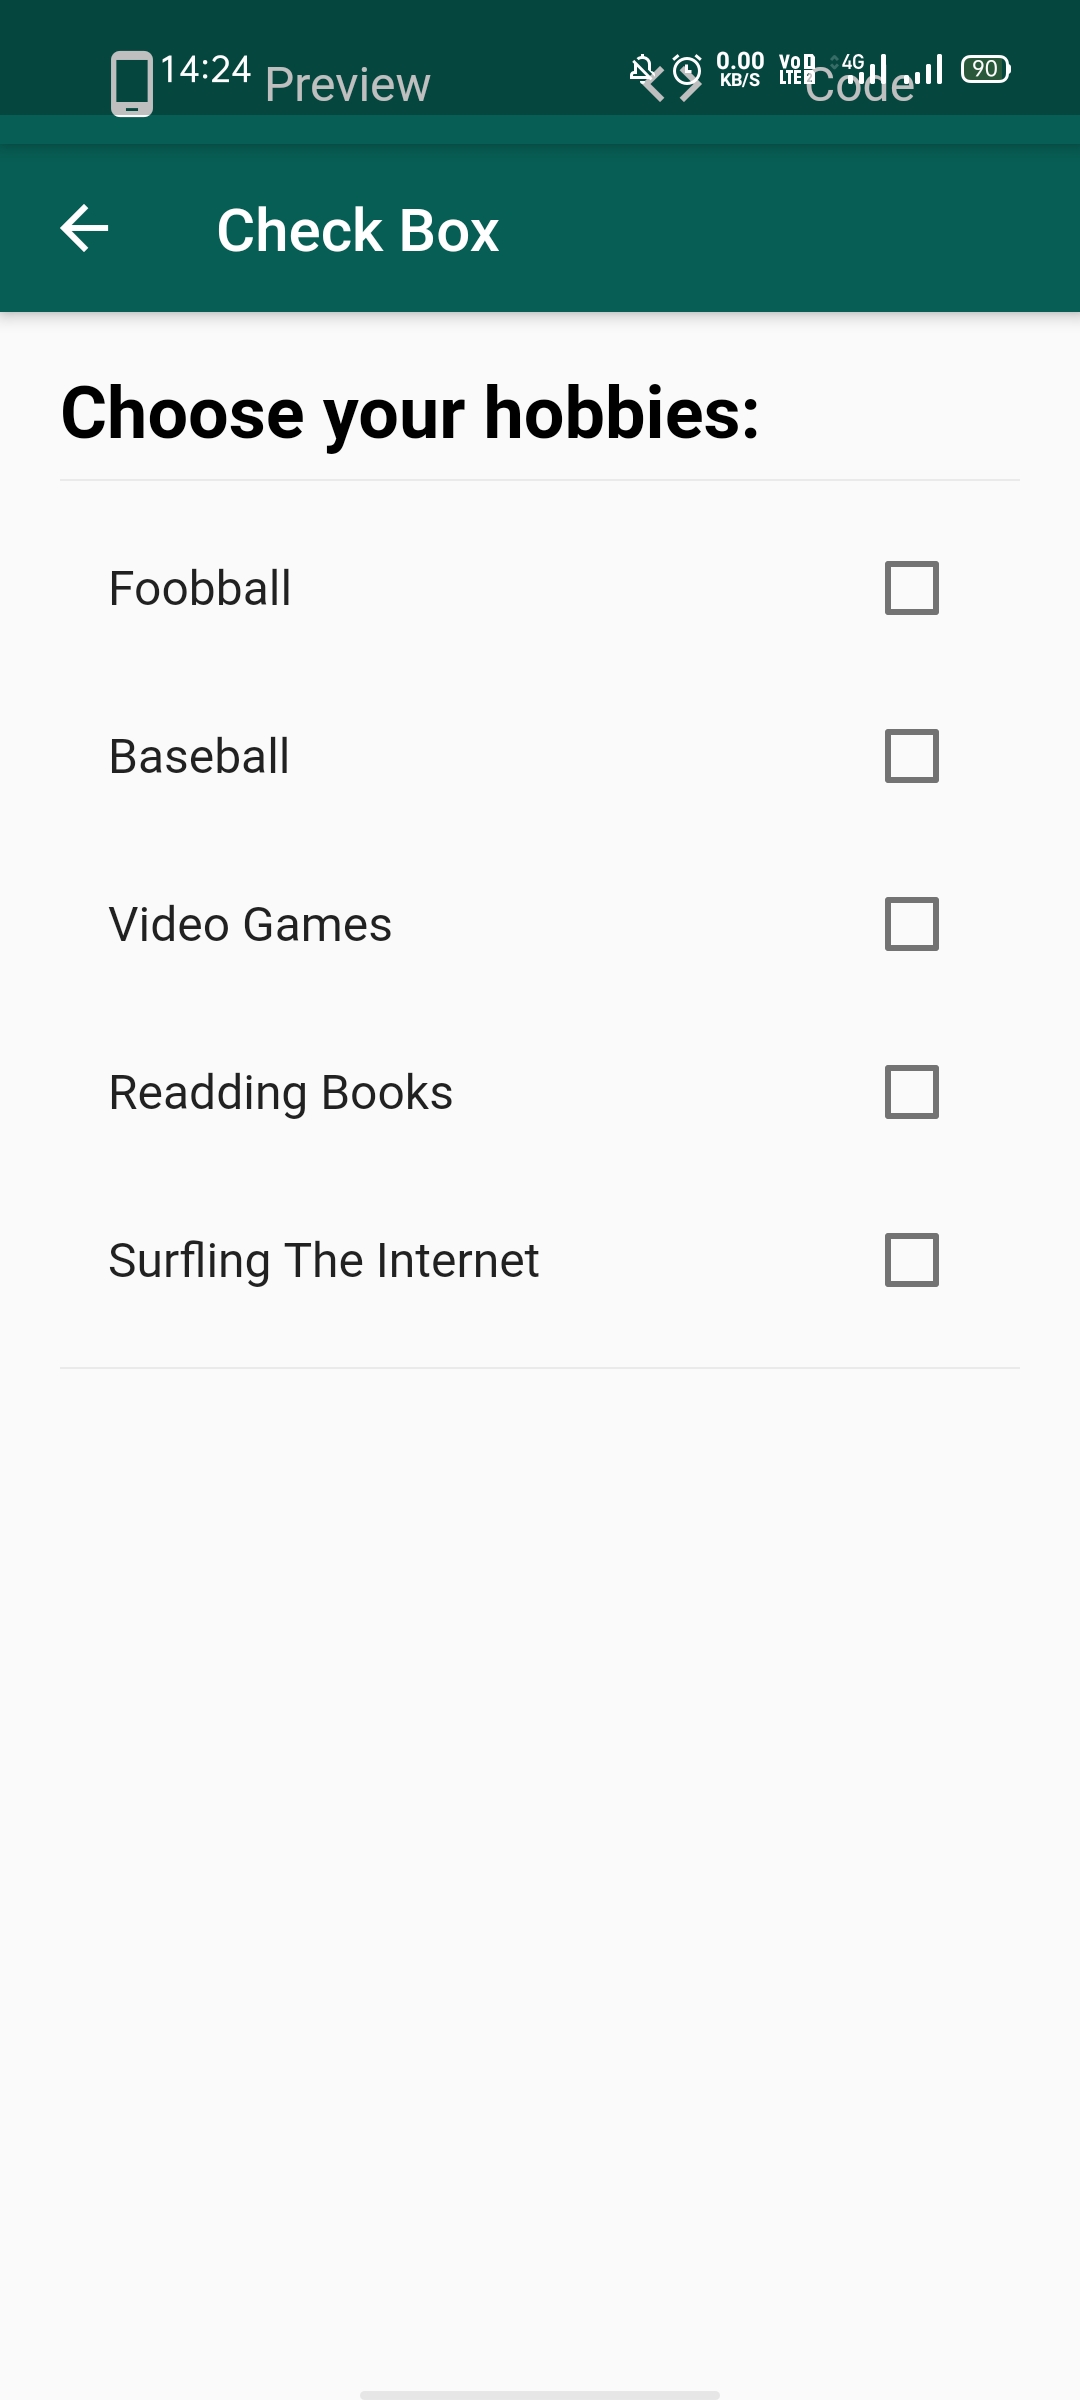 14:24 Preview 0.00 KB/S Vo LTE 4G Code 90
Check Box
Choose your hobbies:
Foobball
Baseball
Video Games
Readding Books
Surfling The Internet